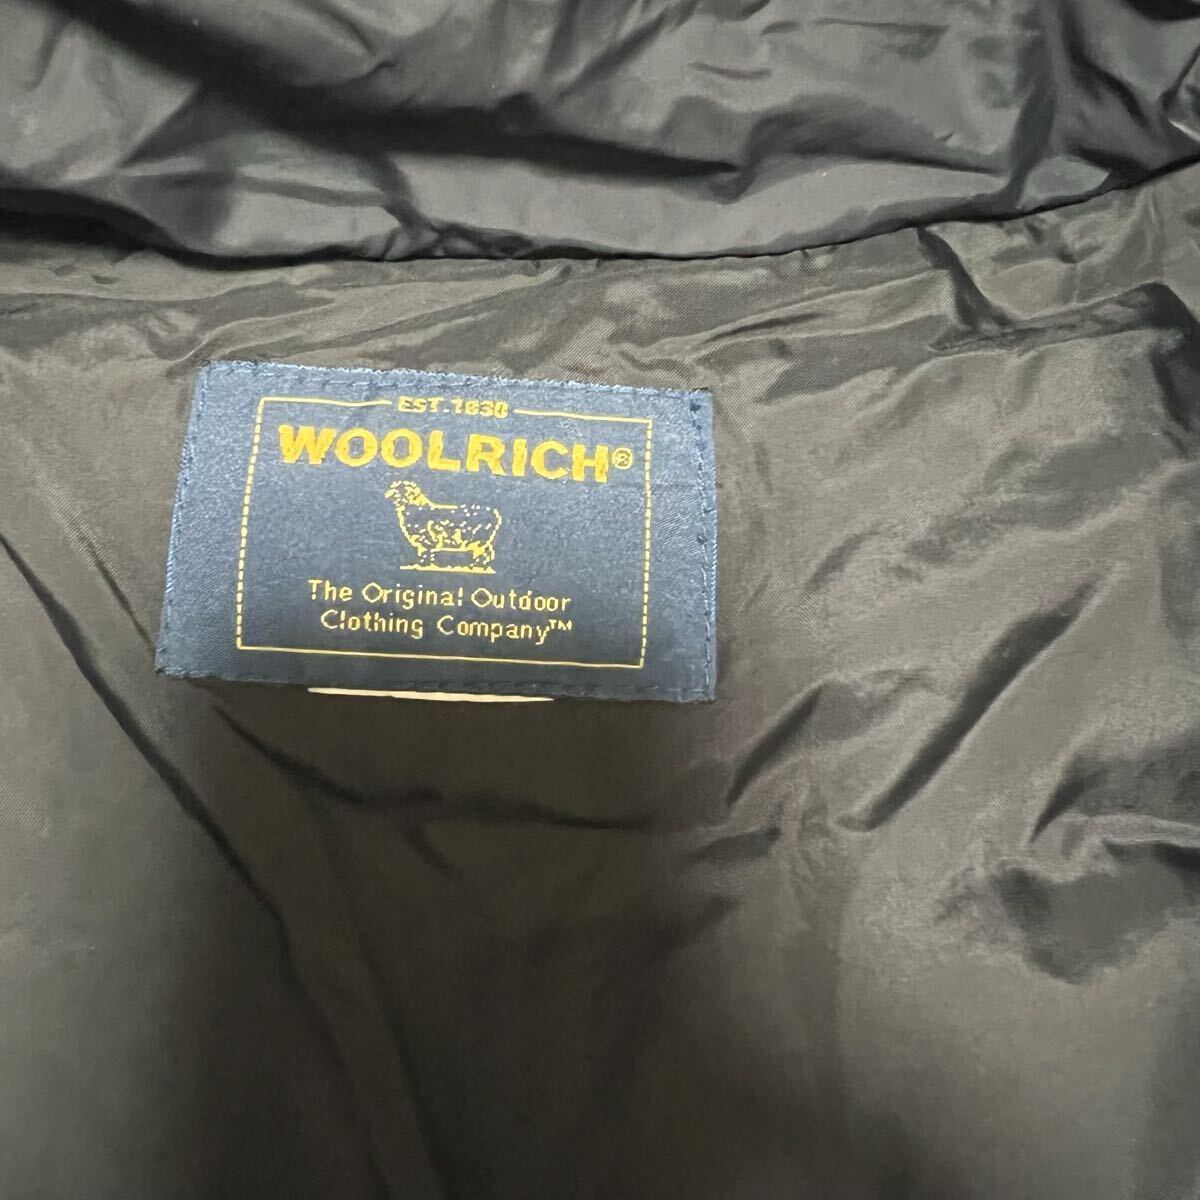 EST.1830
WOOLRICH®
The Original Outdoor
Clothing Company™